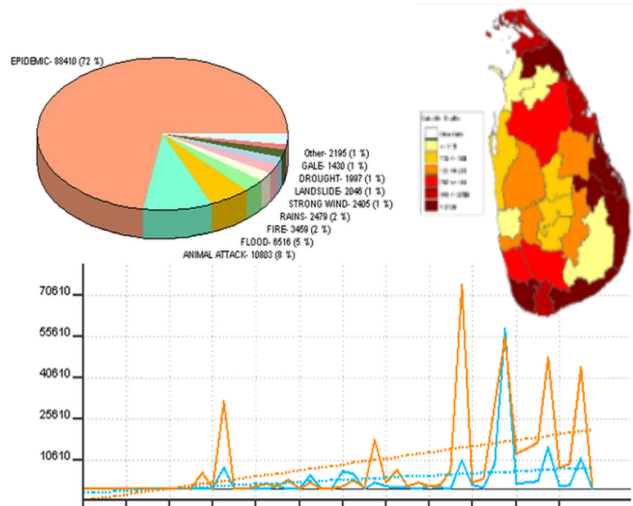 EPIDEMIC- 88410 (72 %)
Other- 2195 (1 %)
GALE- 1430 (1 %)
DROUGHT- 1997 (1 %)
LANDSLIDE- 2046 (1 %)
STRONG WIND- 2405 (1 %)
RAINS- 2479 (2 %)
FIRE- 3459 (2 %)
FLOOD- 6516 (5 %)
ANIMAL ATTACK- 10803 (8 %)
70610
55610
40610
25610
10610